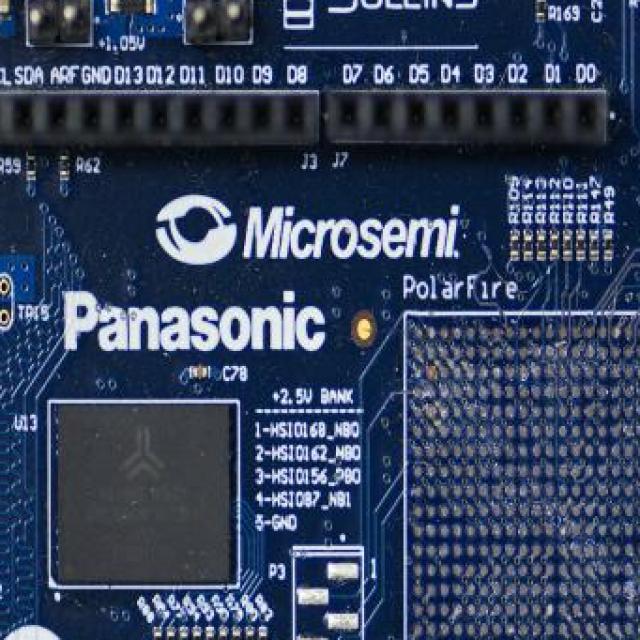 SULLINS
R169
+1.05V
SDA ARF GND D13 D12 D11 D10 D9 D8
D7 D6 D5 D4 D3 D2 D1 D0
R59
R62
J3 J7
Microsemi
PolarFire
TP15
Panasonic
C78
+2.5V BANK
U13
1-HSIO168_NB0
2-HSIO162_NB0
3-HSIO156_PB0
4-HSIO87_NB1
5-GND
P3
1